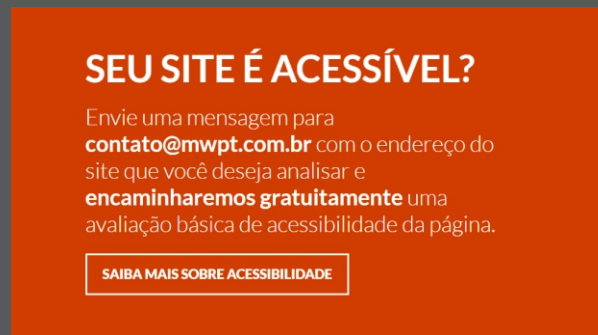 SEU SITE É ACESSÍVEL?
Envie uma mensagem para
contato@mwpt.com.br com o endereço do
site que você deseja analisar e
encaminharemos gratuitamente uma
avaliação básica de acessibilidade da página.
SAIBA MAIS SOBRE ACESSIBILIDADE